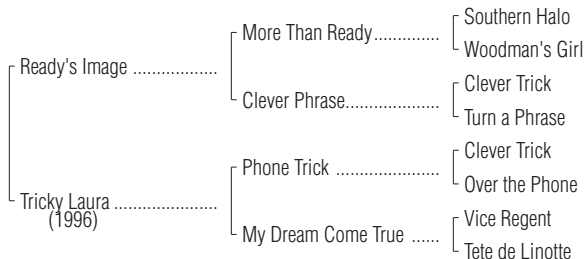 Southern Halo
More Than Ready..............
Woodman's Girl
Ready's Image ..................
Clever Trick
Clever Phrase....................
Turn a Phrase
Clever Trick
Phone Trick ......................
Over the Phone
Tricky Laura ......................
(1996)
Vice Regent
My Dream Come True ......
Tete de Linotte